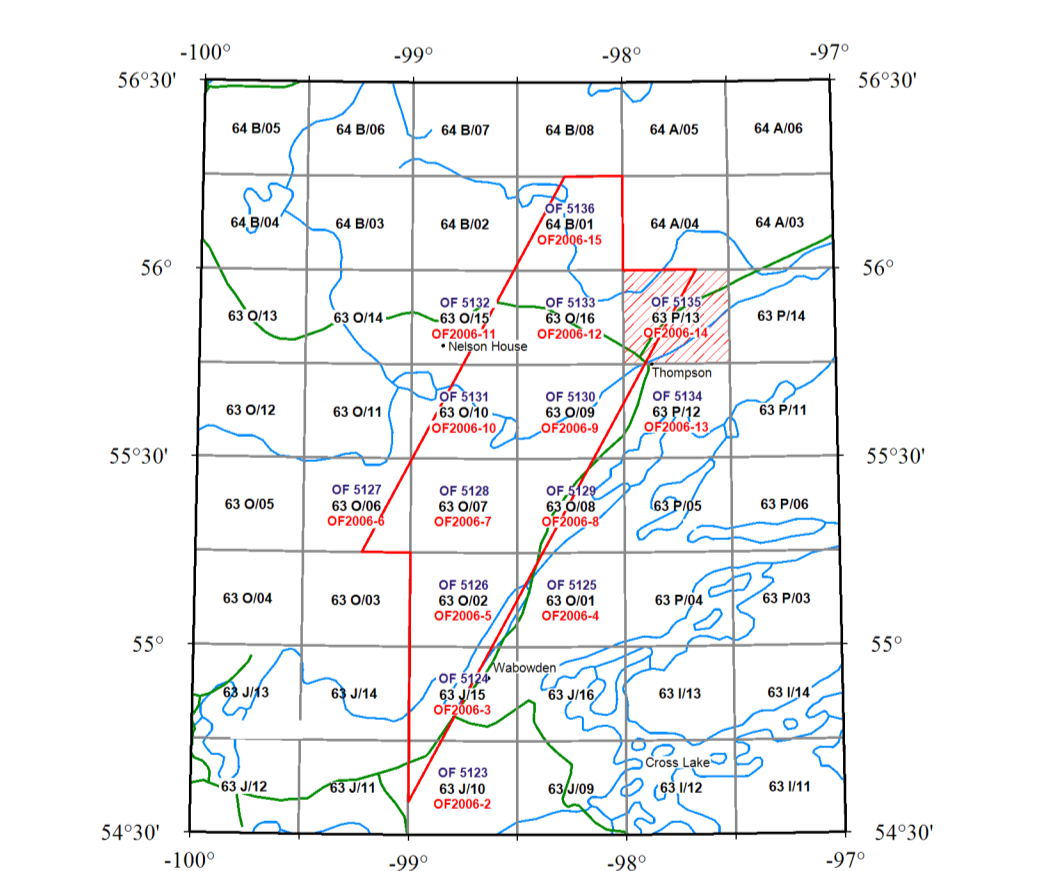 -100° -99° -98° -97°
56°30' 56°30'
64 B/05 64 B/06 64 B/07 64 B/08 64 A/05 64 A/06
OF 5136
64 B/04 64 B/03 64 B/02 64 B/01 64 A/04 64 A/03
OF2006-15
56° 56°
OF 5132 OF 5133 OF 5135
63 O/13 63 O/14 63 O/15 63 O/16 63 P/13 63 P/14
OF2006-11 OF2006-12 OF2006-14
Nelson House
Thompson
OF 5131 OF 5130 OF 5134
63 O/12 63 O/11 63 O/10 63 O/09 63 P/12 63 P/11
OF2006-10 OF2006-9 OF2006-13
55°30' 55°30'
OF 5127 OF 5128 OF 5129
63 O/05 63 O/06 63 O/07 63 O/08 63 P/05 63 P/06
OF2006-6 OF2006-7 OF2006-8
OF 5126 OF 5125
63 O/04 63 O/03 63 O/02 63 O/01 63 P/04 63 P/03
OF2006-5 OF2006-4
55° 55°
Wabowden
OF 5124
63 J/13 63 J/14 63 J/15 63 J/16 63 I/13 63 I/14
OF2006-3
Cross Lake
OF 5123
63 J/12 63 J/11 63 J/10 63 J/09 63 I/12 63 I/11
OF2006-2
54°30' 54°30'
-100° -99° -98° -97°